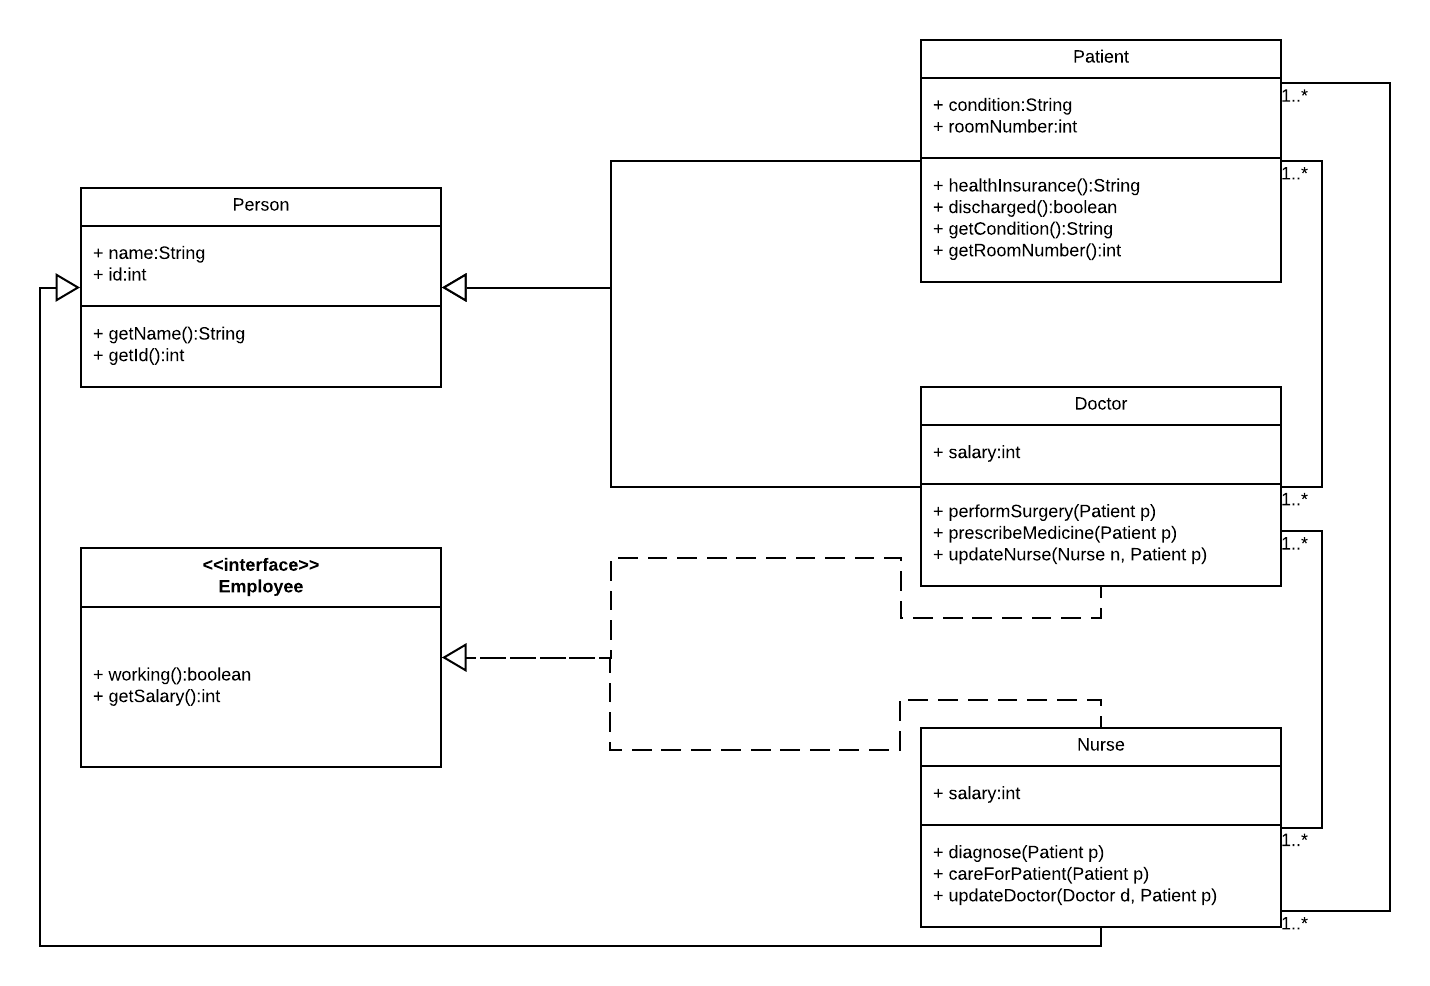 Patient
+ condition:String
+ roomNumber:int
+ healthInsurance():String
+ discharged():boolean
+ getCondition():String
+ getRoomNumber():int
1..*
1..*
Person
+ name:String
+ id:int
+ getName():String
+ getId():int
Doctor
+ salary:int
+ performSurgery(Patient p)
+ prescribeMedicine(Patient p)
+ updateNurse(Nurse n, Patient p)
1..*
1..*
<<interface>>
Employee
+ working():boolean
+ getSalary():int
Nurse
+ salary:int
+ diagnose(Patient p)
+ careForPatient(Patient p)
+ updateDoctor(Doctor d, Patient p)
1..*
1..*